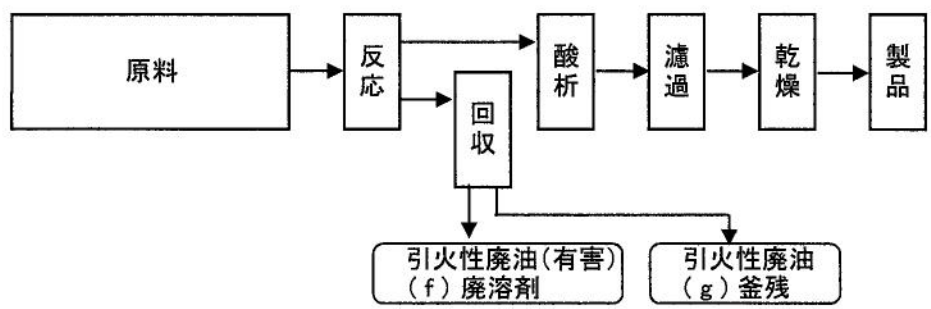 原料
反応
酸析
濾過
乾燥
製品
回収
引火性廃油(有害)
(f)廃溶剤
引火性廃油
(g)釜残